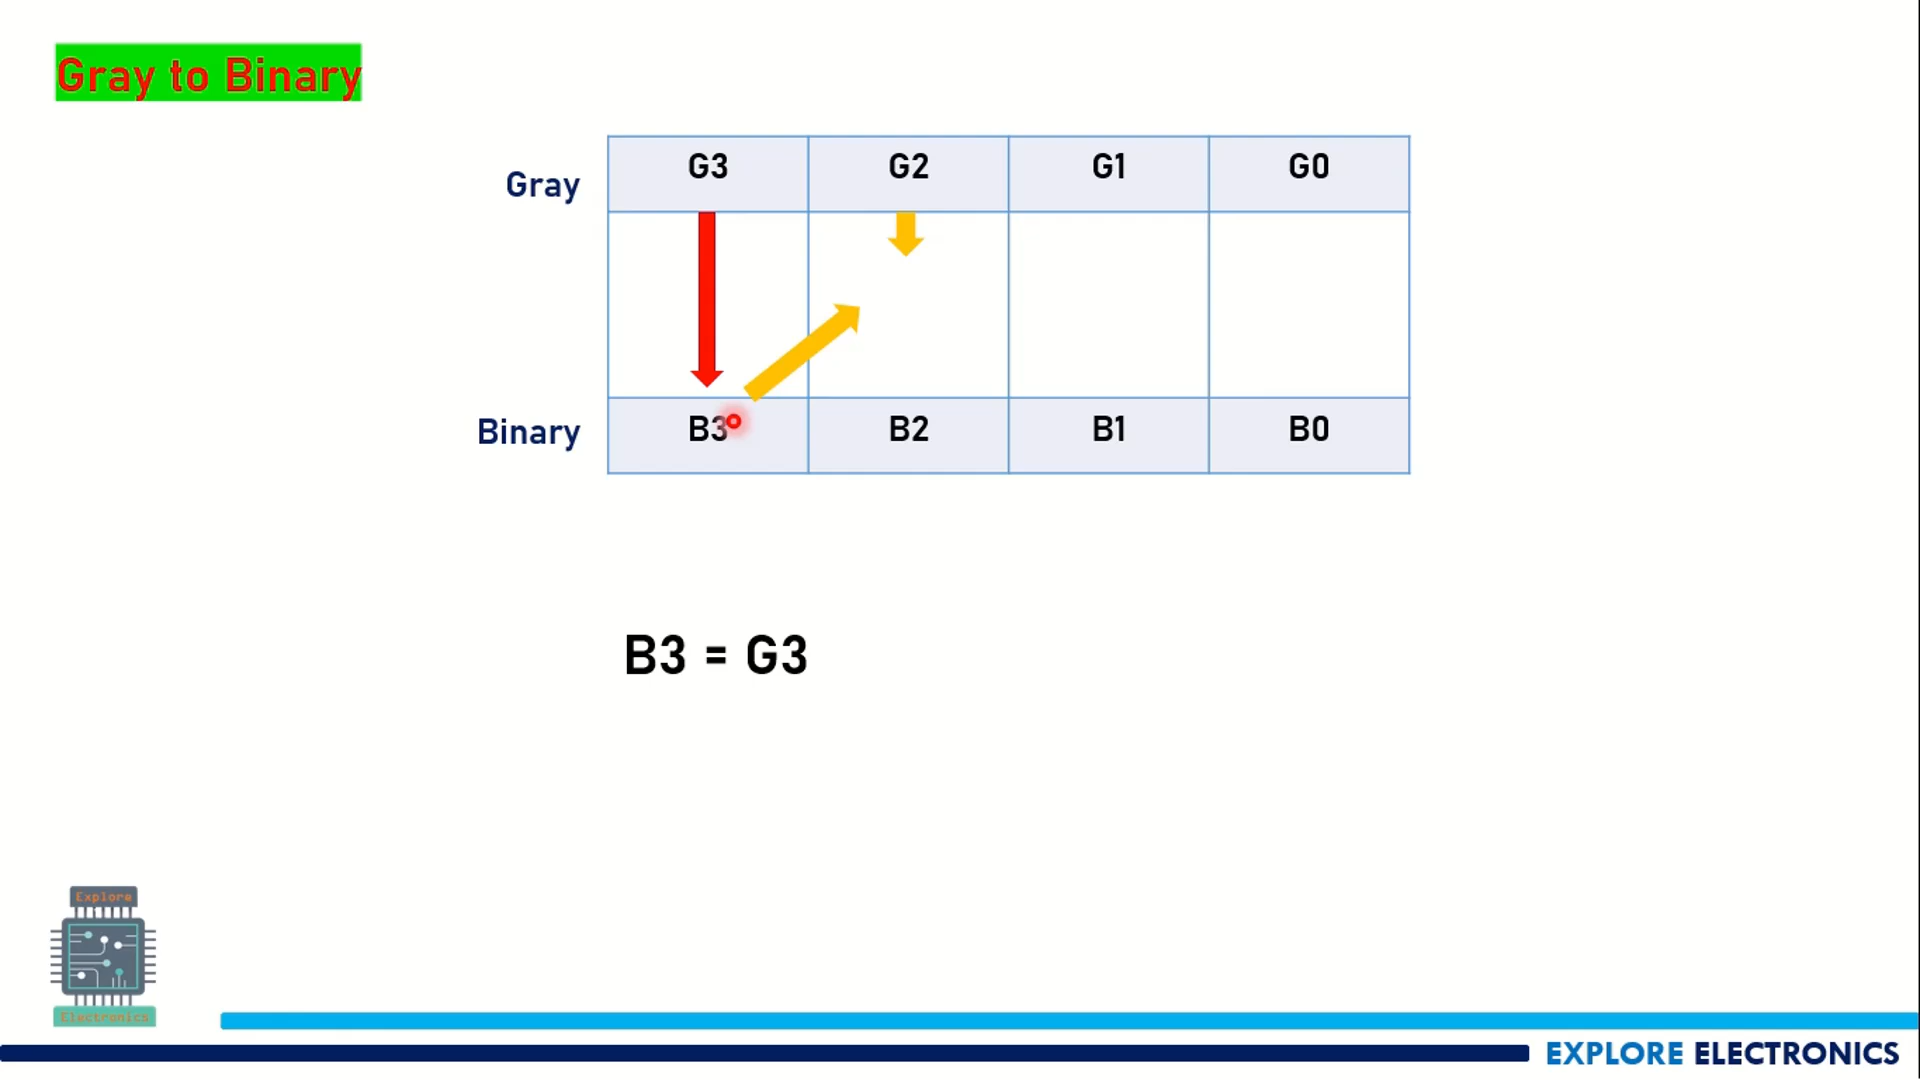 Gray to Binary
Gray G3 G2 G1 G0
Binary B3 B2 B1 B0
B3 = G3
Explore
Electronics
EXPLORE ELECTRONICS